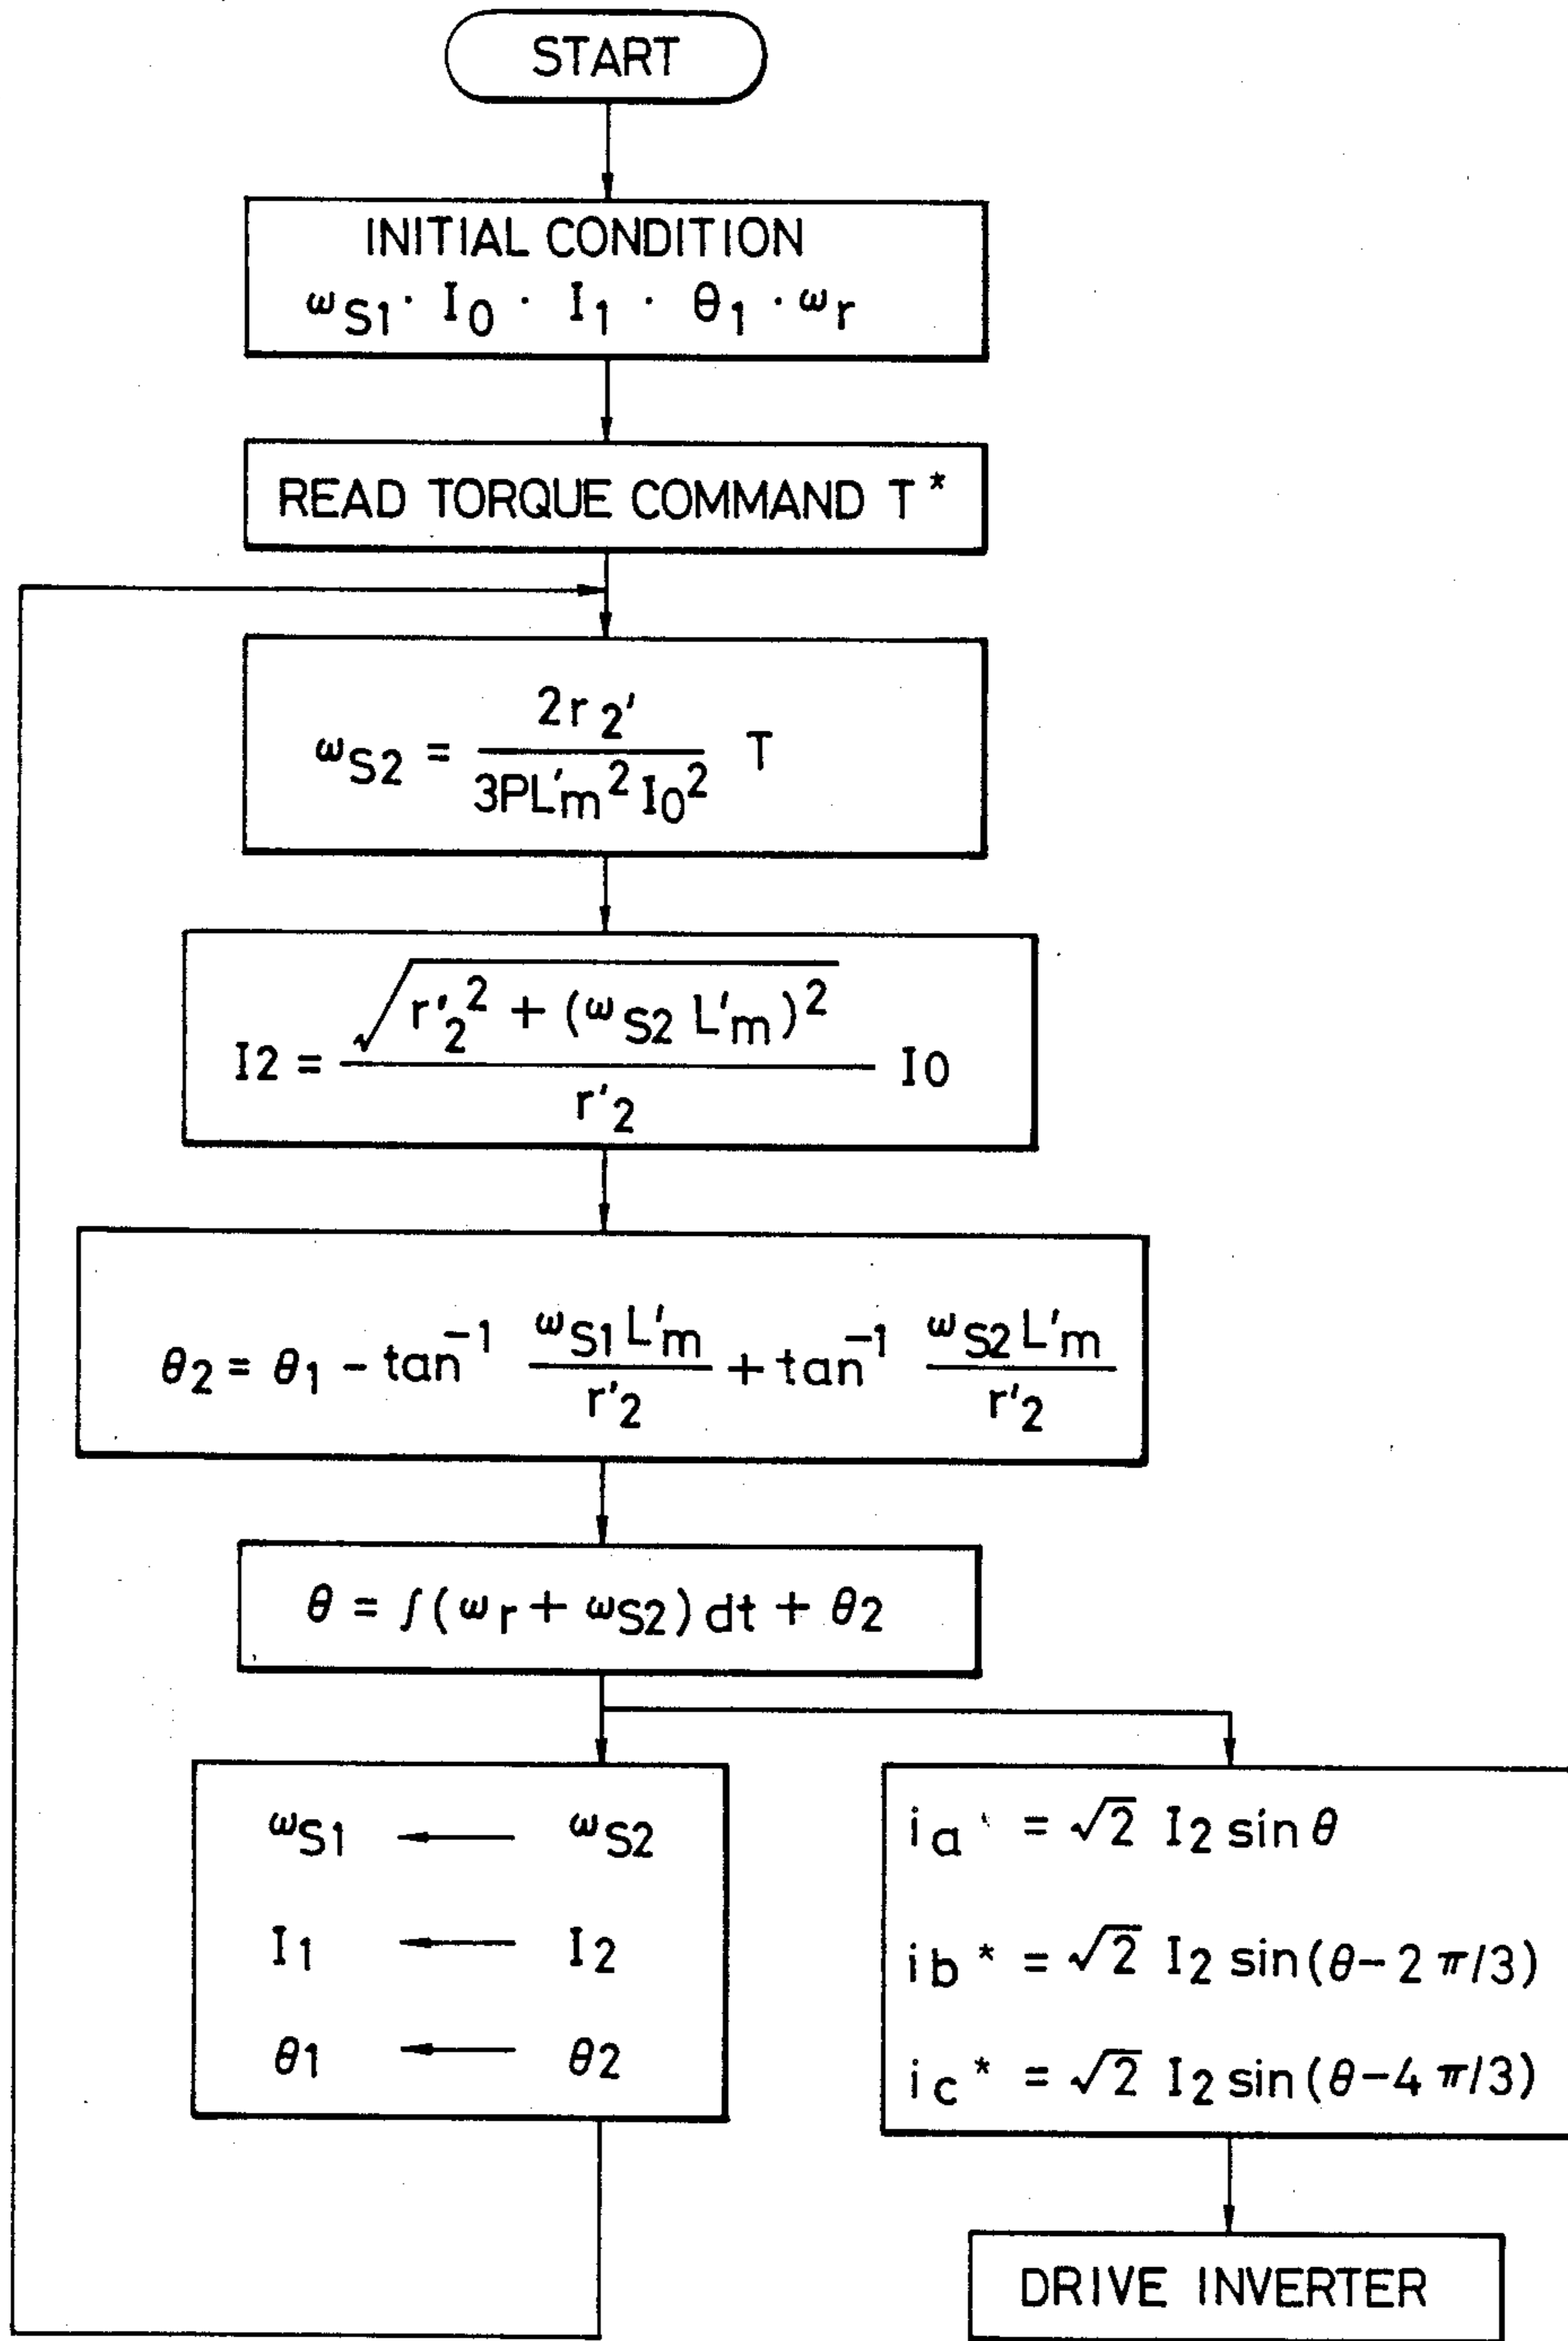 START
INITIAL CONDITION
ωS1 · I0 · I1 · θ1 · ωr
READ TORQUE COMMAND T*
ωS2 = 2r2' / 3PL'm² I0² T
I2 = √(r'2² + (ωS2 L'm)²) / r'2 I0
θ2 = θ1 - tan⁻¹ ωS1 L'm / r'2 + tan⁻¹ ωS2 L'm / r'2
θ = ∫(ωr + ωS2) dt + θ2
ωS1 ← ωS2
I1 ← I2
θ1 ← θ2
ia' = √2 I2 sin θ
ib* = √2 I2 sin(θ-2π/3)
ic* = √2 I2 sin(θ-4π/3)
DRIVE INVERTER